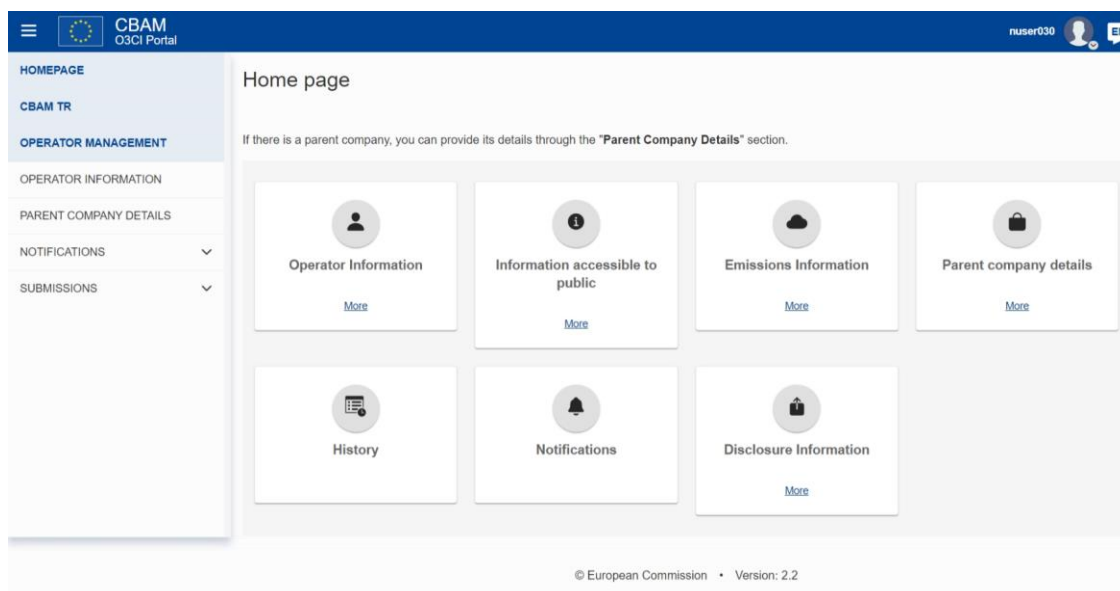 CBAM
O3CI Portal
nuser030
HOMEPAGE
CBAM TR
OPERATOR MANAGEMENT
OPERATOR INFORMATION
PARENT COMPANY DETAILS
NOTIFICATIONS
SUBMISSIONS
Home page
If there is a parent company, you can provide its details through the "Parent Company Details" section.
Operator Information
More
Information accessible to
public
More
Emissions Information
More
Parent company details
More
History
Notifications
Disclosure Information
More
© European Commission • Version: 2.2